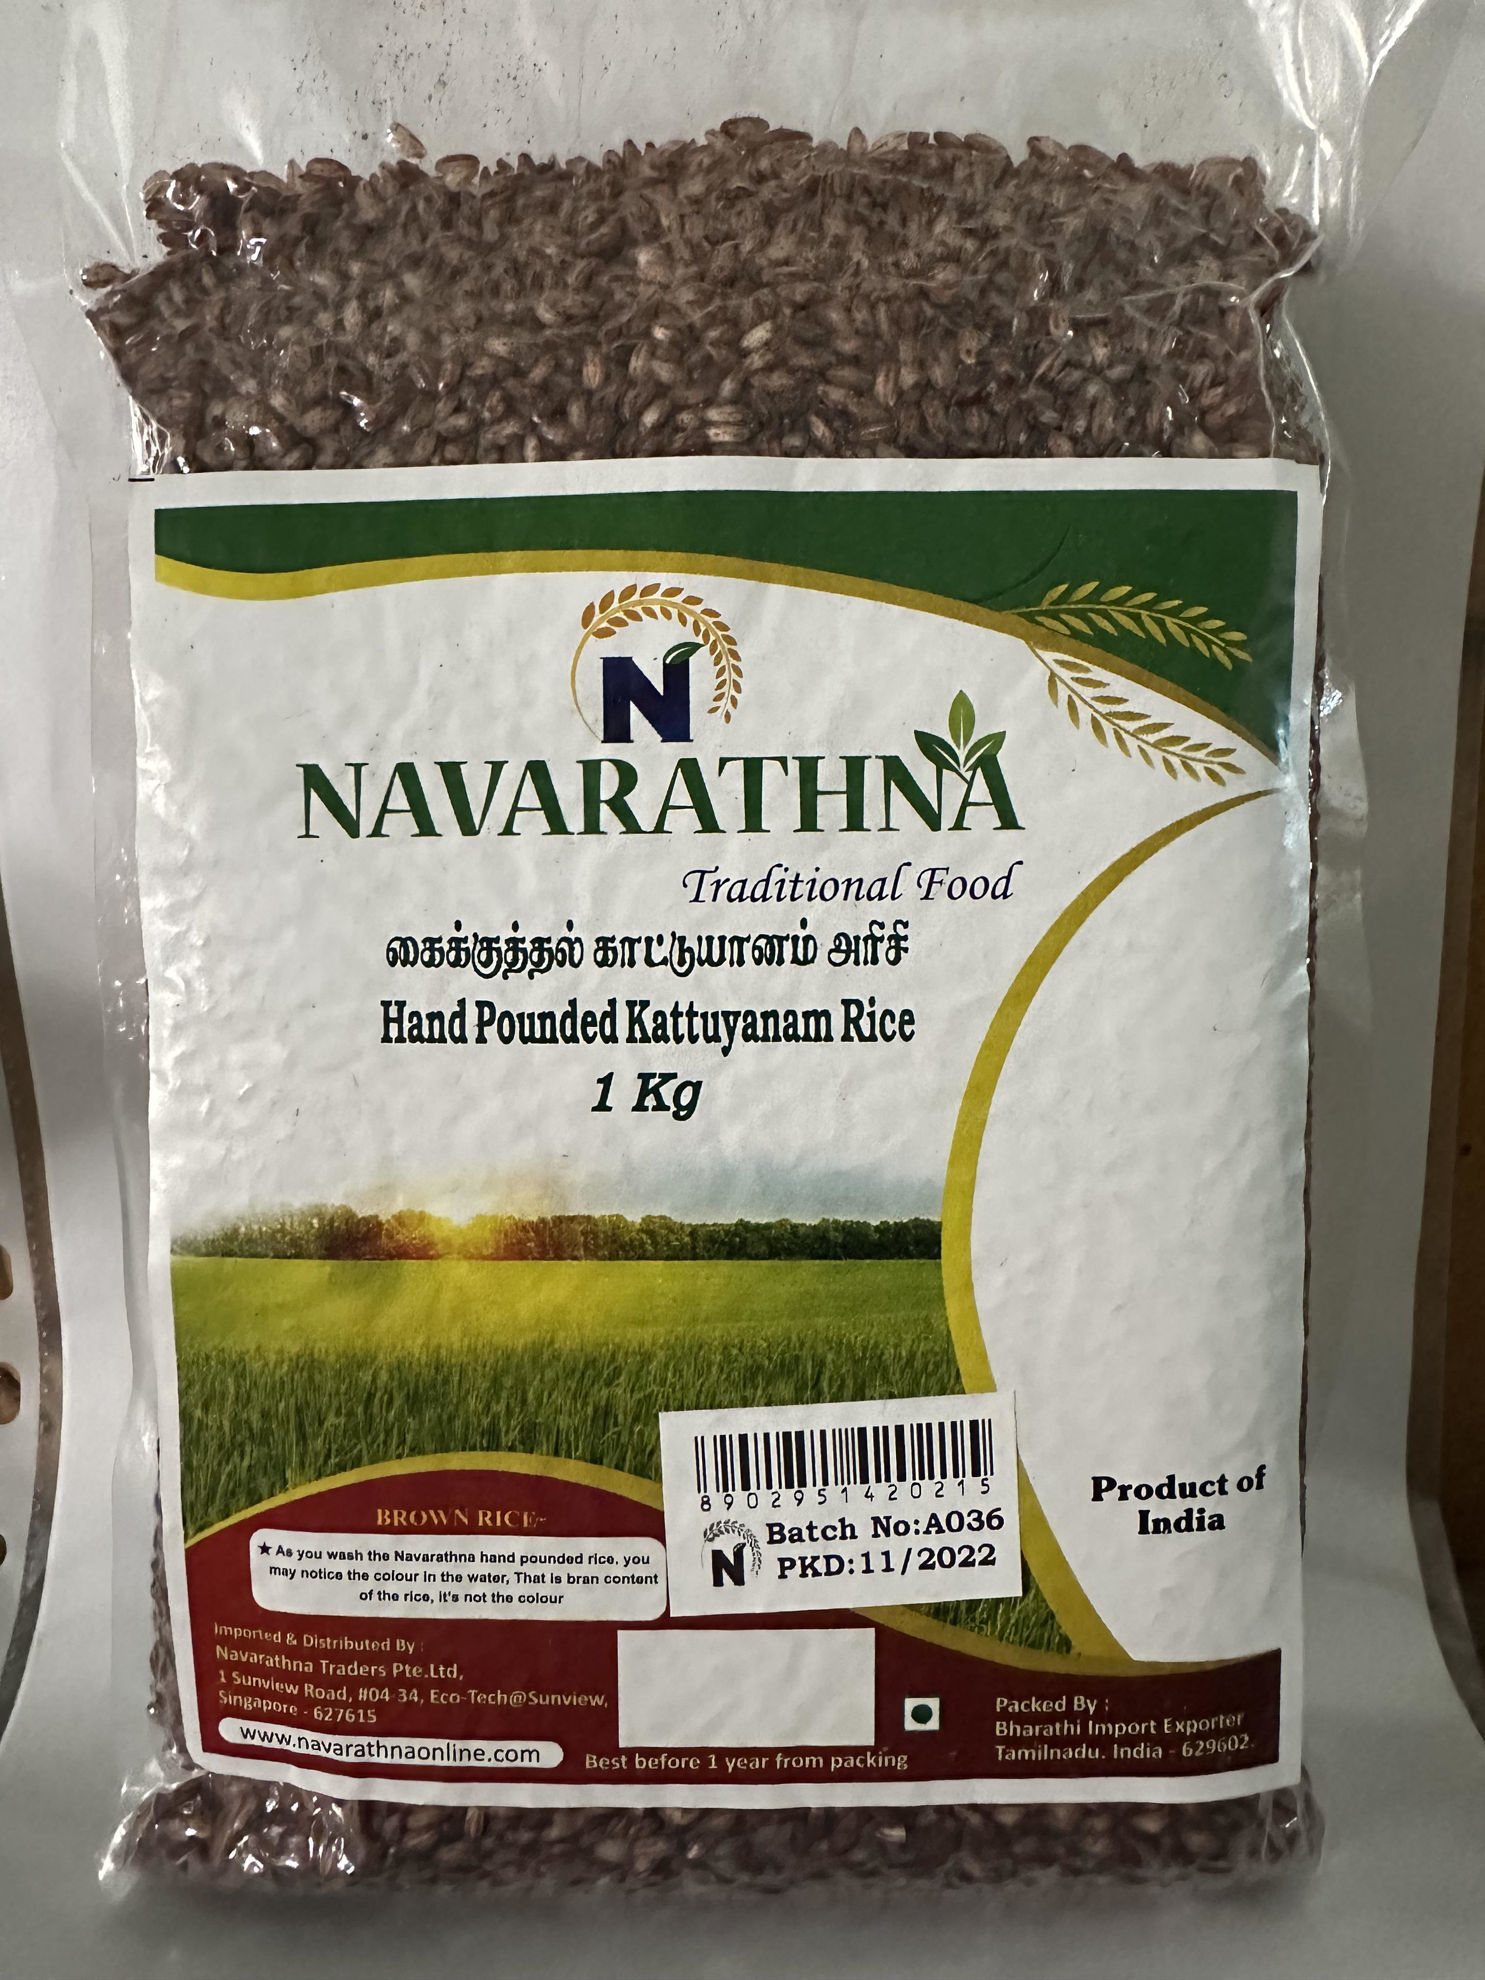 N
NAVARATHNA
Traditional Food
கைக்குத்தல் காட்டுயானம் அரிசி
Hand Pounded Kattuyanam Rice
1 Kg
8902951420215
N Batch No:A036
PKD:11/2022
Product of
India
BROWN RICE:-
★ As you wash the Navarathna hand pounded rice, you
may notice the colour in the water, That is bran content
of the rice, it's not the colour
Imported & Distributed By :
Navarathna Traders Pte.Ltd,
1 Sunview Road, #04-34, Eco-Tech@Sunview,
Singapore - 627615
www.navarathnaonline.com
Best before 1 year from packing
Packed By :
Bharathi Import Exporter
Tamilnadu. India - 629602.